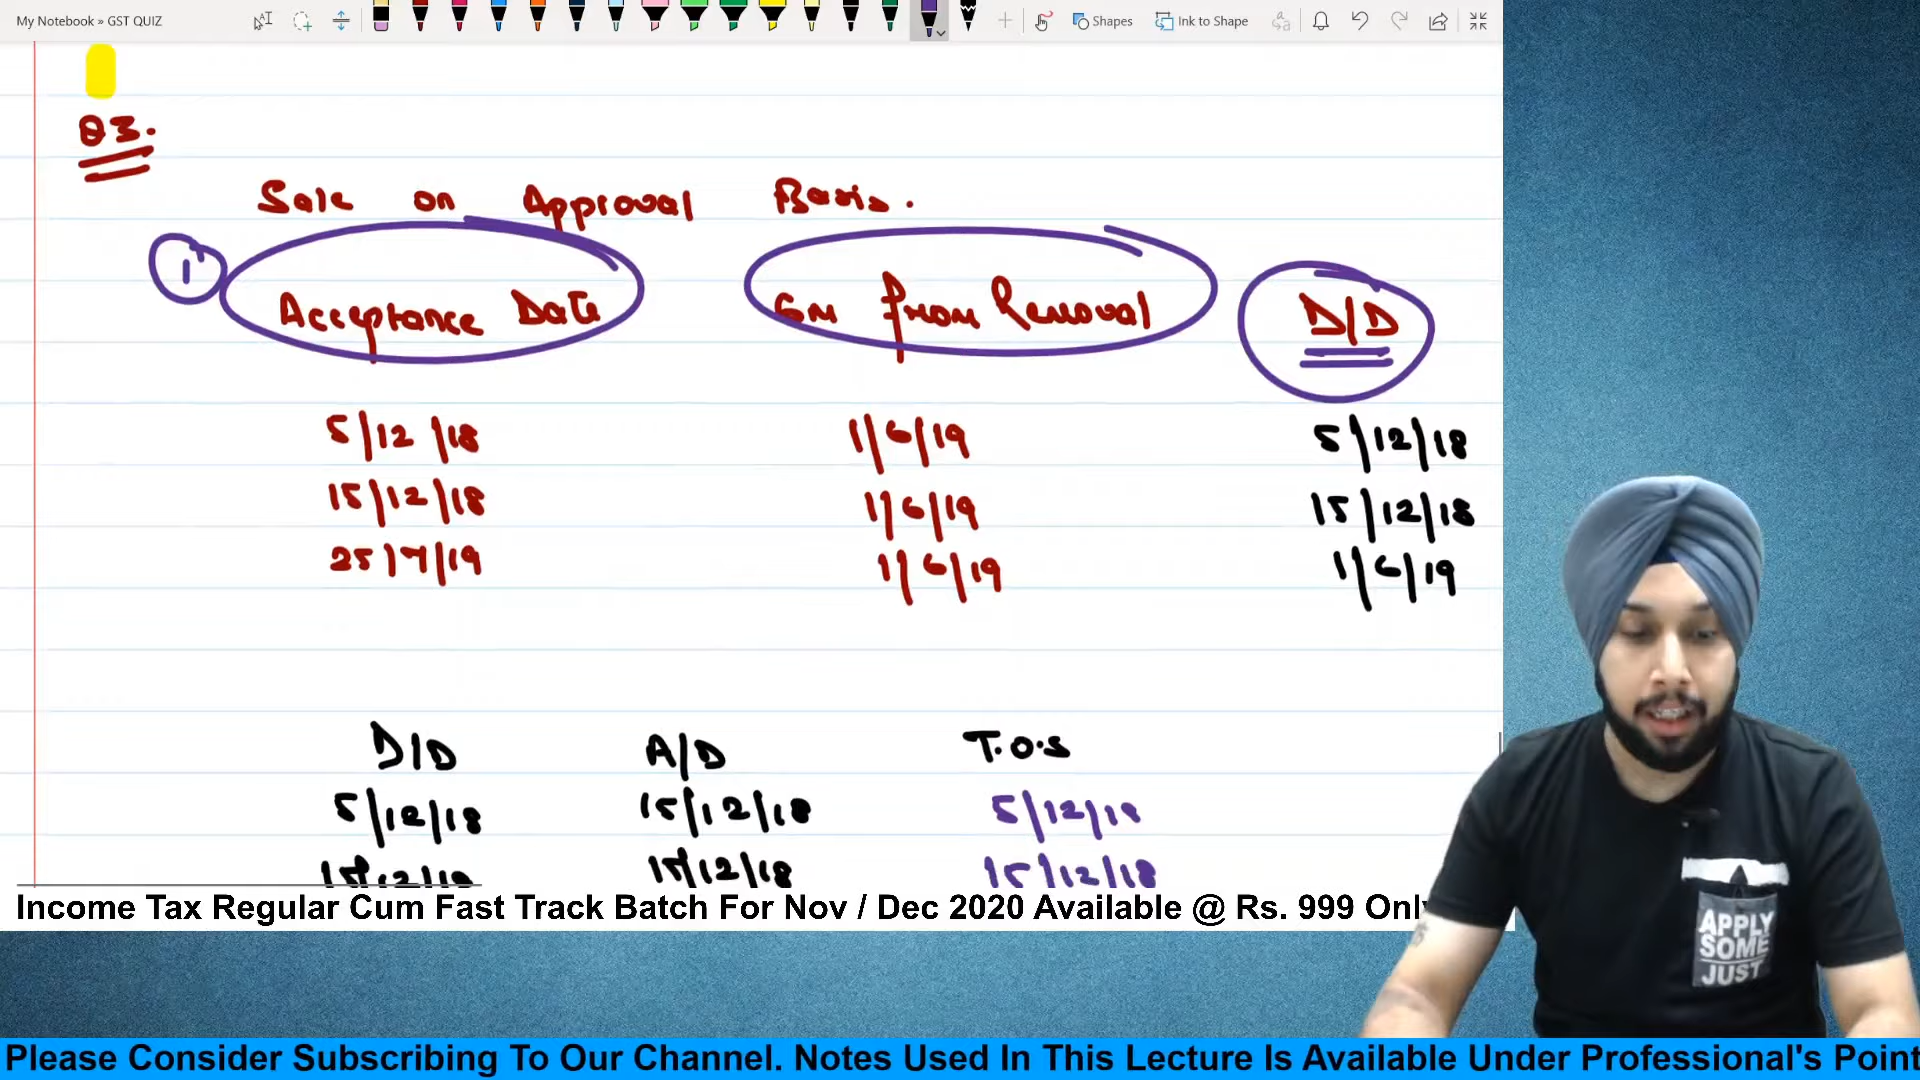 My Notebook » GST QUIZ
Shapes
Ink to Shape
Q3.
Sale on Approval Basis.
1
Acceptance Date 6m from Removal D/D
5/12/18 1/6/19 5/12/18
15/12/18 1/6/19 15/12/18
25/7/19 1/6/19 1/6/19
D/D A/D T.O.S
5/12/18 15/12/18 5/12/18
15/12/18 15/12/18 15/12/18
Income Tax Regular Cum Fast Track Batch For Nov / Dec 2020 Available @ Rs. 999 Only
APPLY
SOME
JUST
Please Consider Subscribing To Our Channel. Notes Used In This Lecture Is Available Under Professional's Point